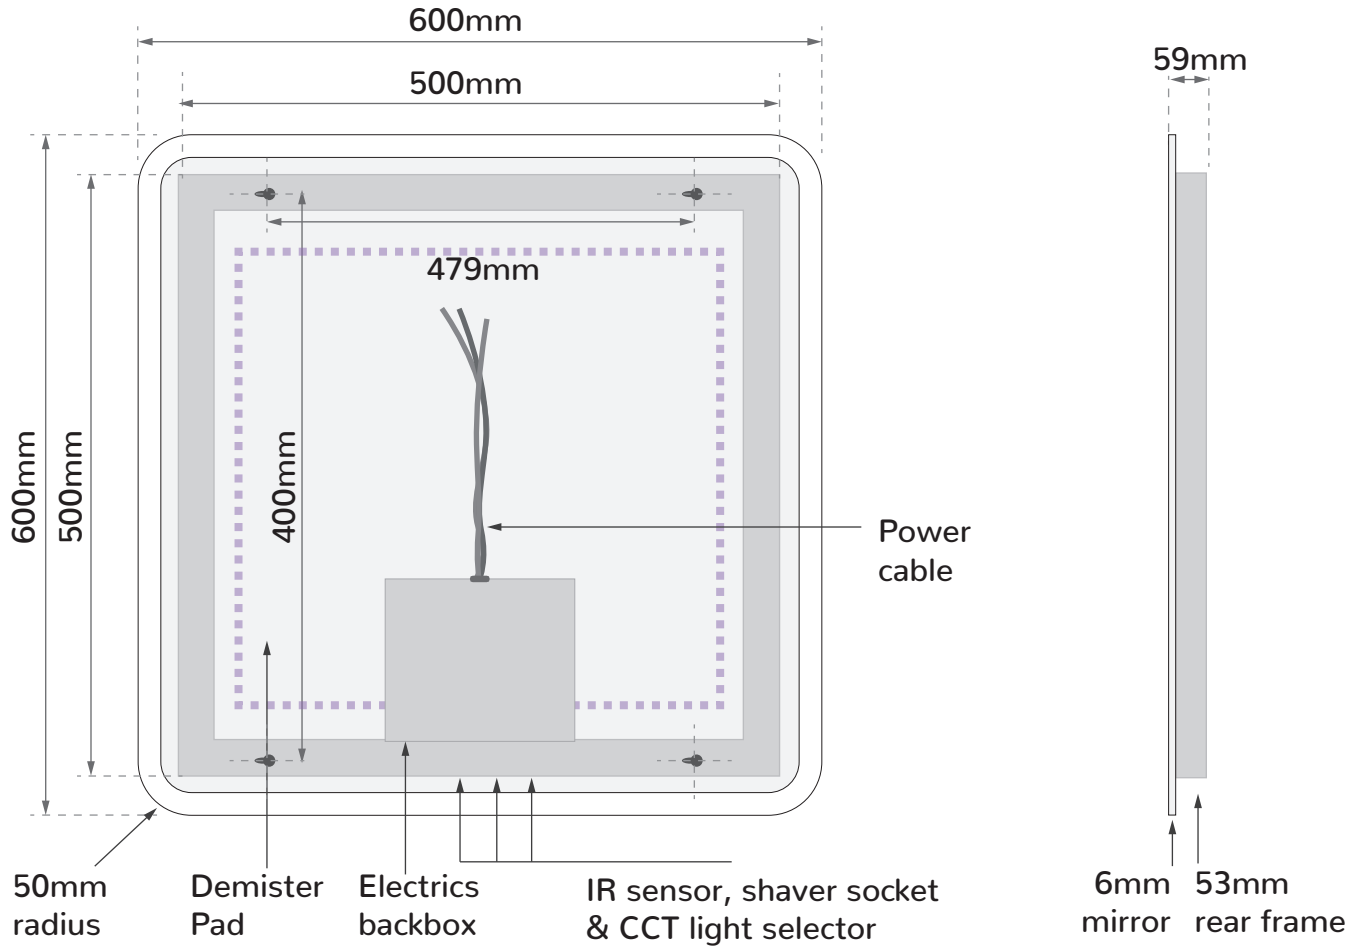 600mm
500mm
59mm
479mm
600mm
500mm
400mm
Power
cable
50mm
radius
Demister
Pad
Electrics
backbox
IR sensor, shaver socket
& CCT light selector
6mm
mirror
53mm
rear frame